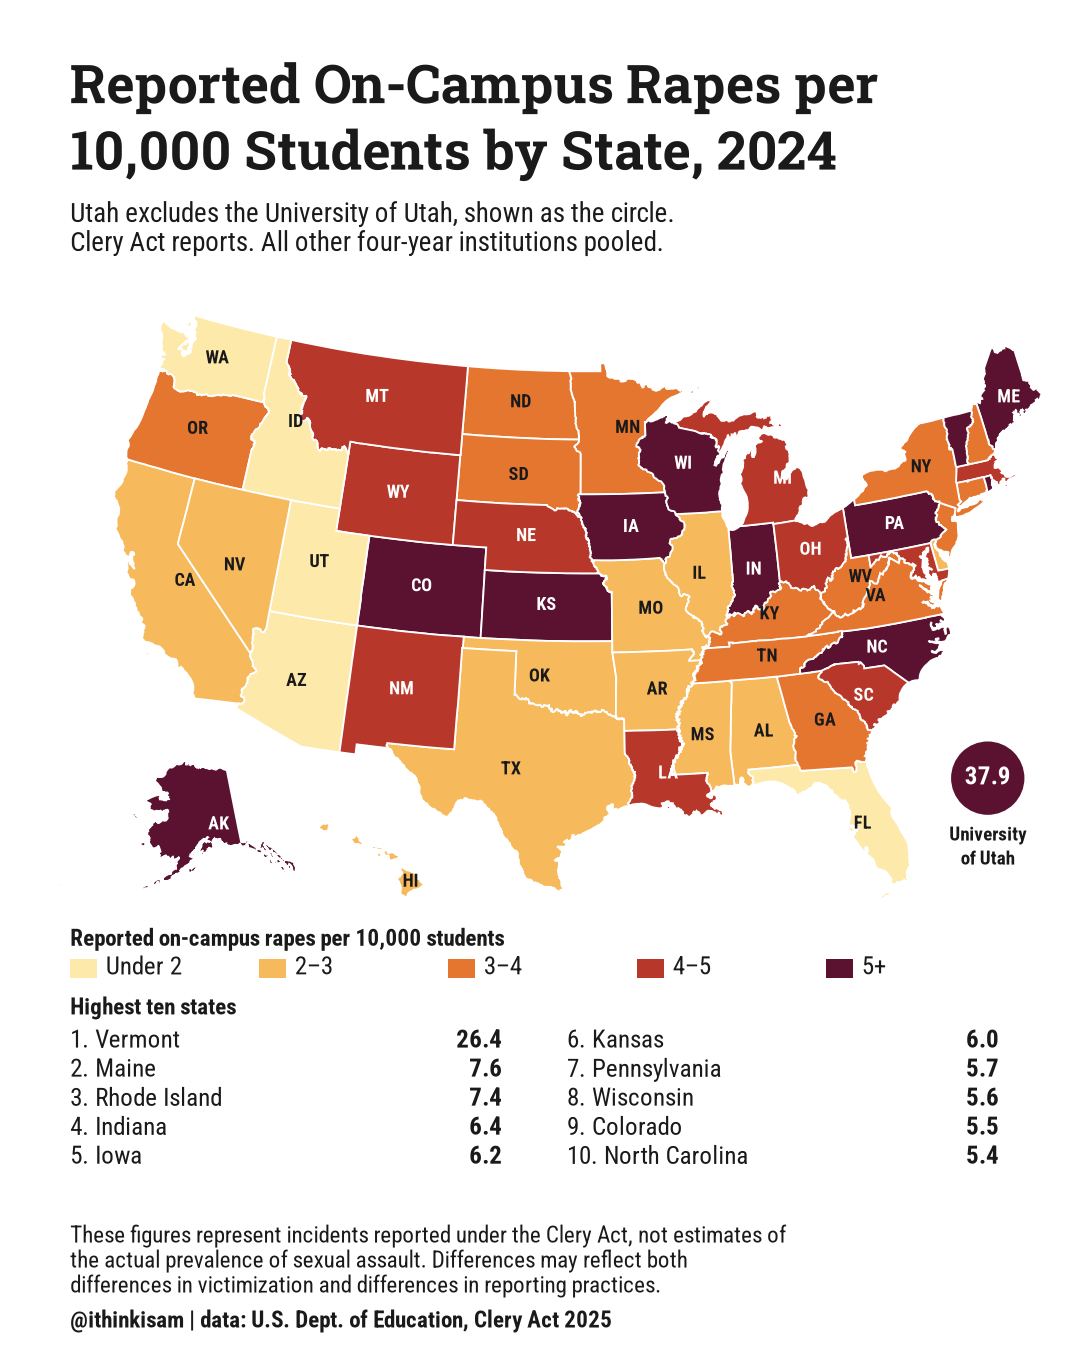 Reported On-Campus Rapes per
10,000 Students by State, 2024
Utah excludes the University of Utah, shown as the circle.
Clery Act reports. All other four-year institutions pooled.
WA
MT
ND
MN
ME
OR
ID
SD
WI
MI
NY
WY
NE
IA
PA
CA
NV
UT
CO
KS
MO
IL
IN
OH
WV
VA
KY
NC
AZ
NM
OK
AR
TN
SC
TX
MS
AL
GA
LA
FL
AK
HI
37.9
University
of Utah
Reported on-campus rapes per 10,000 students
Under 2 2–3 3–4 4–5 5+
Highest ten states
1. Vermont 26.4
2. Maine 7.6
3. Rhode Island 7.4
4. Indiana 6.4
5. Iowa 6.2
6. Kansas 6.0
7. Pennsylvania 5.7
8. Wisconsin 5.6
9. Colorado 5.5
10. North Carolina 5.4
These figures represent incidents reported under the Clery Act, not estimates of
the actual prevalence of sexual assault. Differences may reflect both
differences in victimization and differences in reporting practices.
@ithinkisam | data: U.S. Dept. of Education, Clery Act 2025